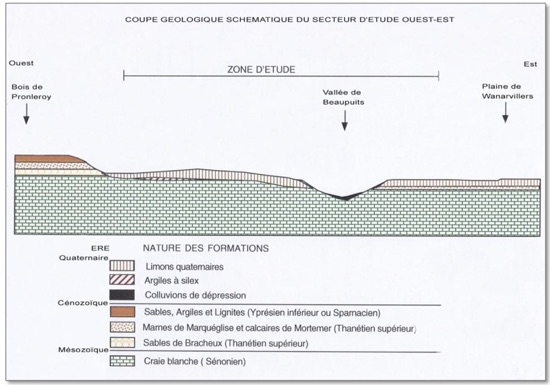 COUPE GEOLOGIQUE SCHEMATIQUE DU SECTEUR D'ETUDE OUEST-EST
Ouest
Est
ZONE D'ETUDE
Bois de
Pronleroy
Vallée de
Beaupuits
Plaine de
Wanarvillers
ERE
NATURE DES FORMATIONS
Quaternaire
Limons quaternaires
Argiles à silex
Colluvions de dépression
Cénozoïque
Sables, Argiles et Lignites (Yprésien inférieur ou Sparnacien)
Marnes de Marquéglise et calcaires de Mortemer (Thanétien supérieur)
Sables de Bracheux (Thanétien supérieur)
Mésozoïque
Craie blanche ( Sénonien)